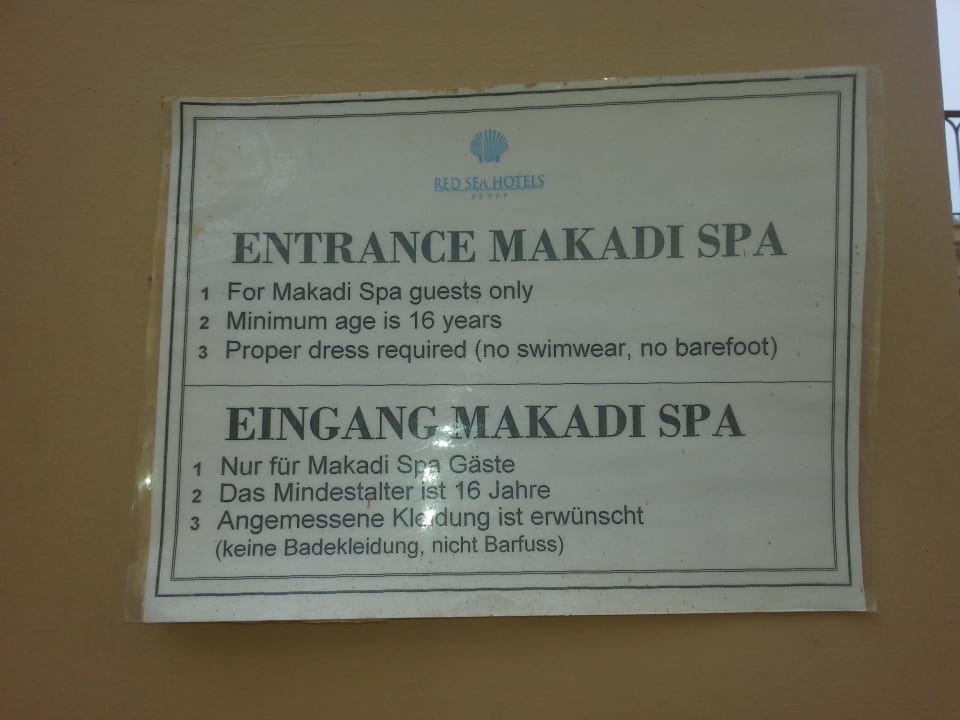 RED SEA HOTELS
EGYPT
ENTRANCE MAKADI SPA
1 For Makadi Spa guests only
2 Minimum age is 16 years
3 Proper dress required (no swimwear, no barefoot)
EINGANG MAKADI SPA
1 Nur für Makadi Spa Gäste
2 Das Mindestalter ist 16 Jahre
3 Angemessene Kleidung ist erwünscht
(keine Badekleidung, nicht Barfuss)